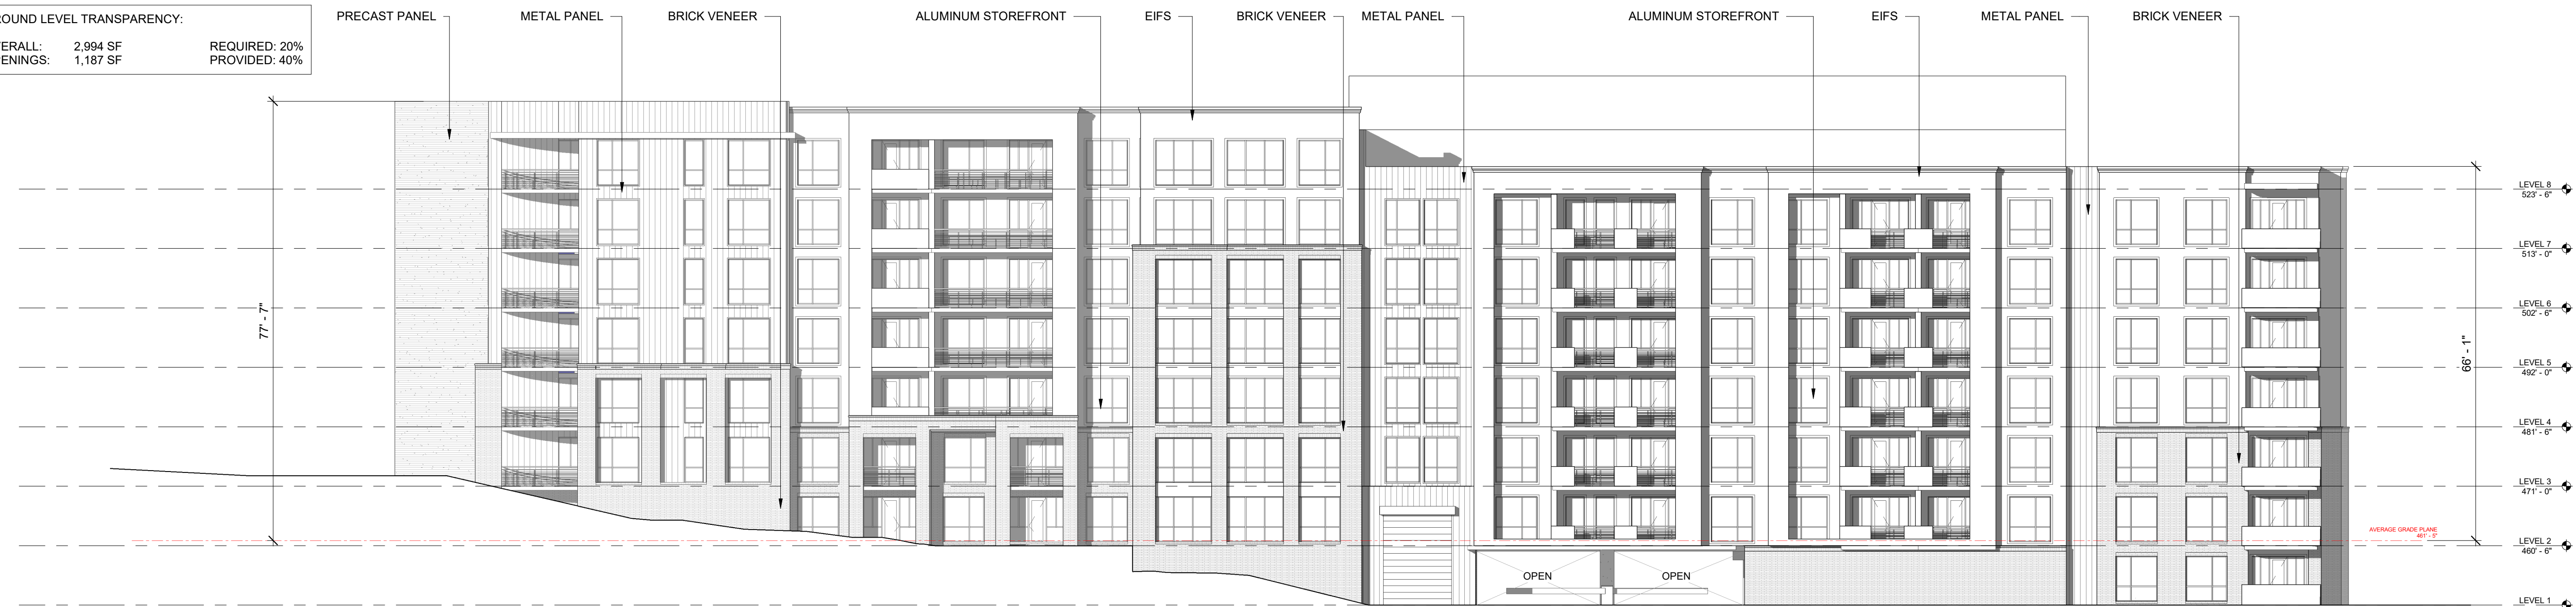 OUND LEVEL TRANSPARENCY:
ERALL: 2,994 SF REQUIRED: 20%
ENINGS: 1,187 SF PROVIDED: 40%
PRECAST PANEL METAL PANEL BRICK VENEER ALUMINUM STOREFRONT EIFS BRICK VENEER METAL PANEL ALUMINUM STOREFRONT EIFS METAL PANEL BRICK VENEER
77' - 7"
66' - 1"
LEVEL 8
523' - 6"
LEVEL 7
513' - 0"
LEVEL 6
502' - 6"
LEVEL 5
492' - 0"
LEVEL 4
481' - 6"
LEVEL 3
471' - 0"
AVERAGE GRADE PLANE
461' - 5"
LEVEL 2
460' - 6"
OPEN OPEN
LEVEL 1